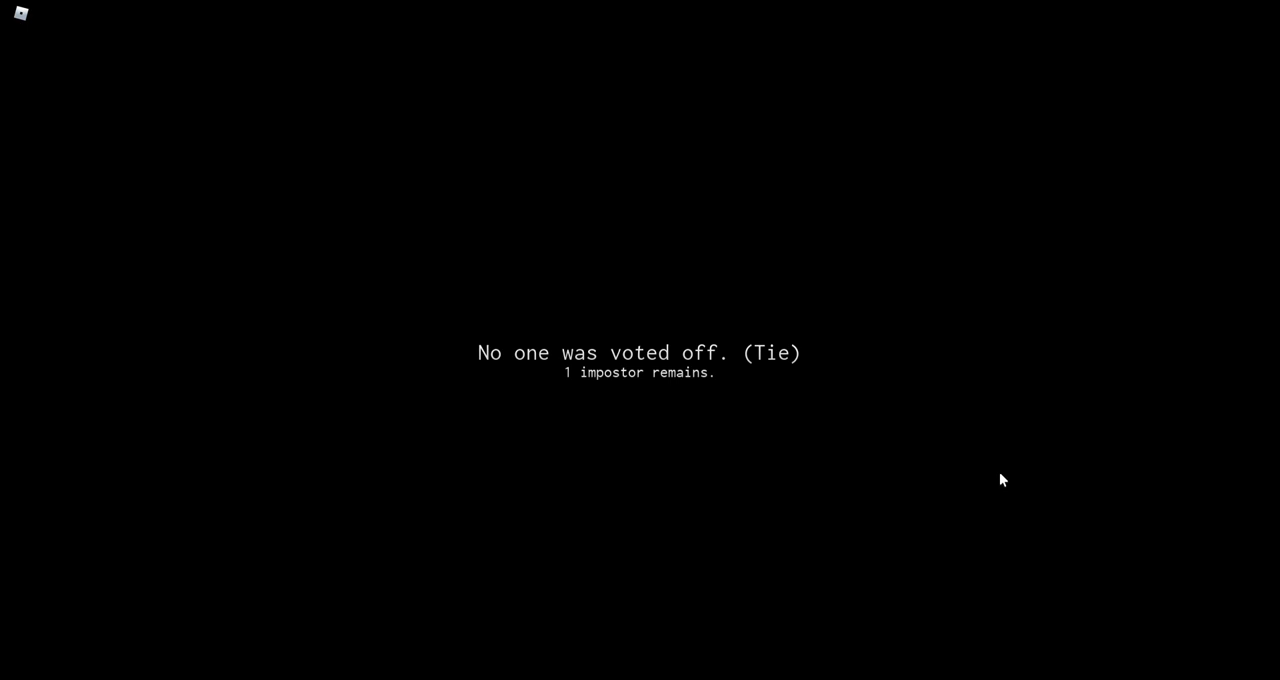 No one was voted off. (Tie)
1 impostor remains.